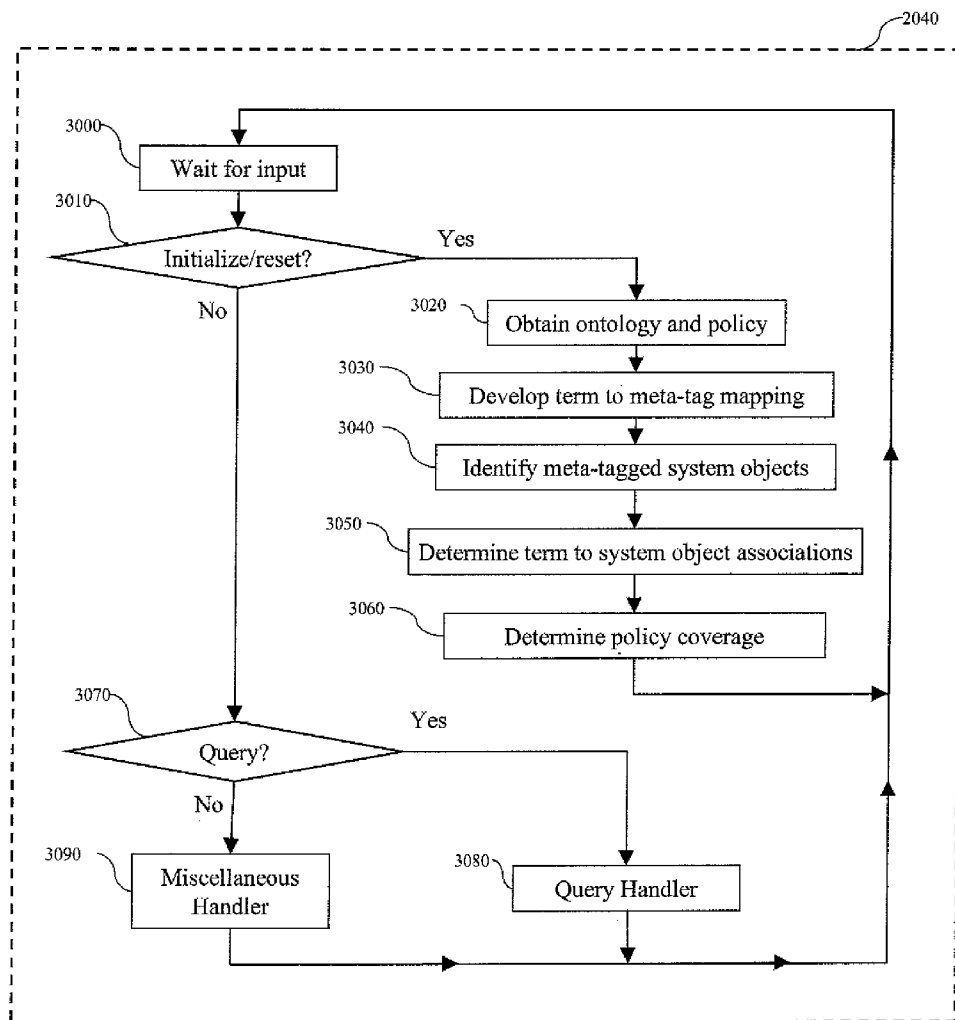 2040
3000
Wait for input
3010
Initialize/reset?
Yes
No
3020
Obtain ontology and policy
3030
Develop term to meta-tag mapping
3040
Identify meta-tagged system objects
3050
Determine term to system object associations
3060
Determine policy coverage
3070
Query?
Yes
No
3090
Miscellaneous
Handler
3080
Query Handler